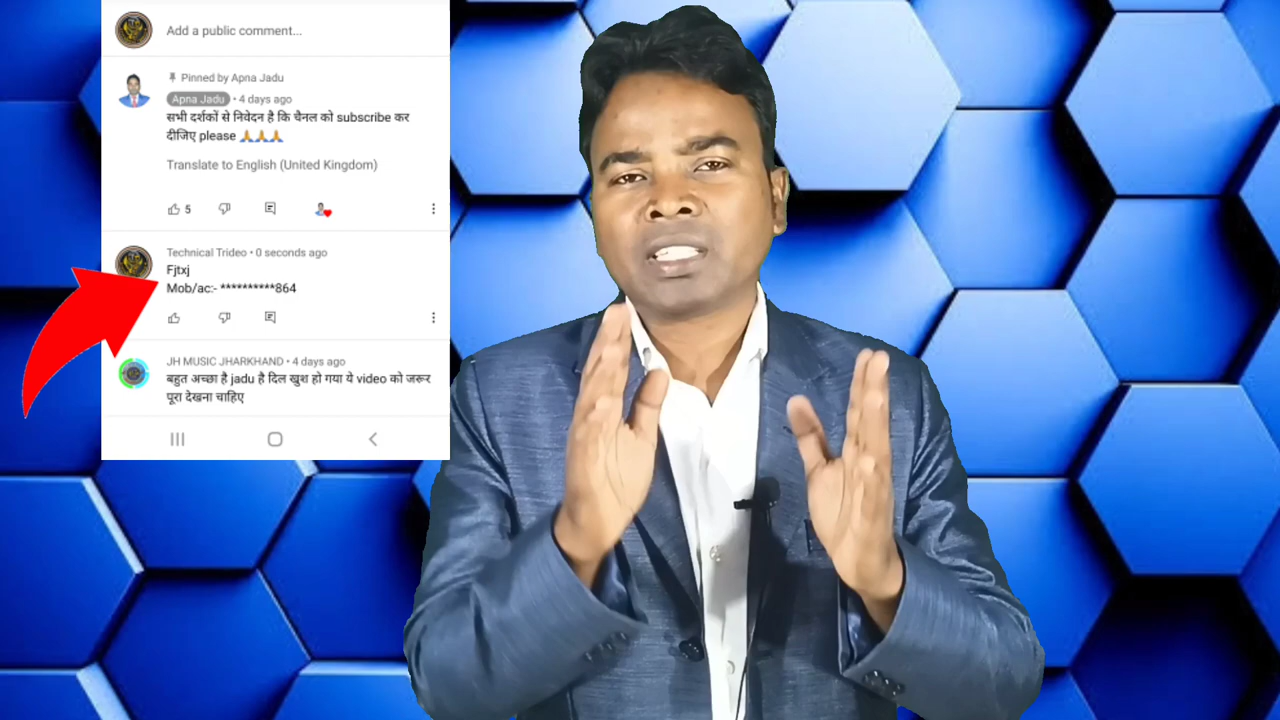 Add a public comment...
Pinned by Apna Jadu
Apna Jadu • 4 days ago
सभी दर्शकों से निवेदन है कि चैनल को subscribe कर
दीजिए please 🙏🙏🙏
Translate to English (United Kingdom)
5
Technical Trideo • 0 seconds ago
Fjtxj
Mob/ac:- **********864
JH MUSIC JHARKHAND • 4 days ago
बहुत अच्छा है jadu है दिल खुश हो गया ये video को जरूर
पूरा देखना चाहिए